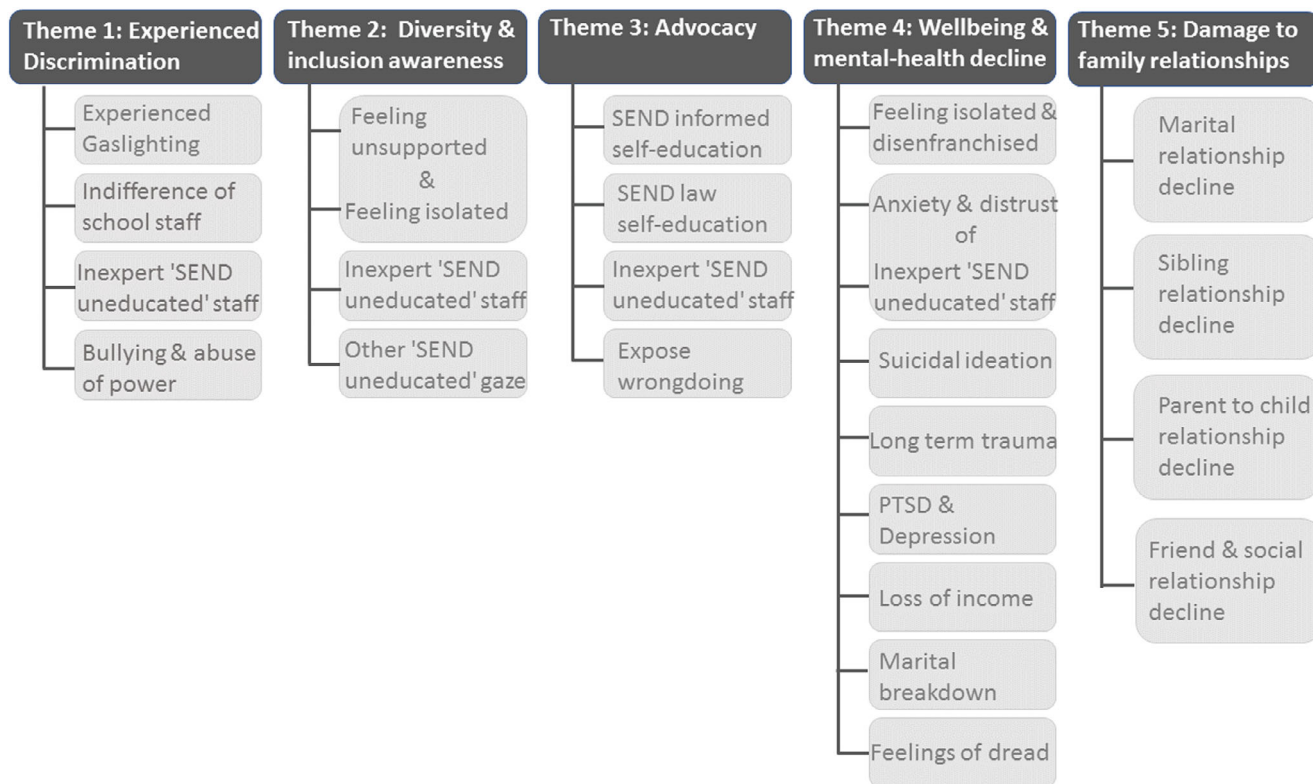 Theme 1: Experienced
Discrimination
Experienced
Gaslighting
Indifference of
school staff
Inexpert 'SEND
uneducated' staff
Bullying & abuse
of power
Theme 2:  Diversity &
inclusion awareness
Feeling
unsupported
&
Feeling isolated
Inexpert 'SEND
uneducated' staff
Other 'SEND
uneducated' gaze
Theme 3: Advocacy
SEND informed
self-education
SEND law
self-education
Inexpert 'SEND
uneducated' staff
Expose
wrongdoing
Theme 4: Wellbeing &
mental-health decline
Feeling isolated &
disenfranchised
Anxiety & distrust
of
Inexpert 'SEND
uneducated' staff
Suicidal ideation
Long term trauma
PTSD &
Depression
Loss of income
Marital
breakdown
Feelings of dread
Theme 5: Damage to
family relationships
Marital
relationship
decline
Sibling
relationship
decline
Parent to child
relationship
decline
Friend & social
relationship
decline